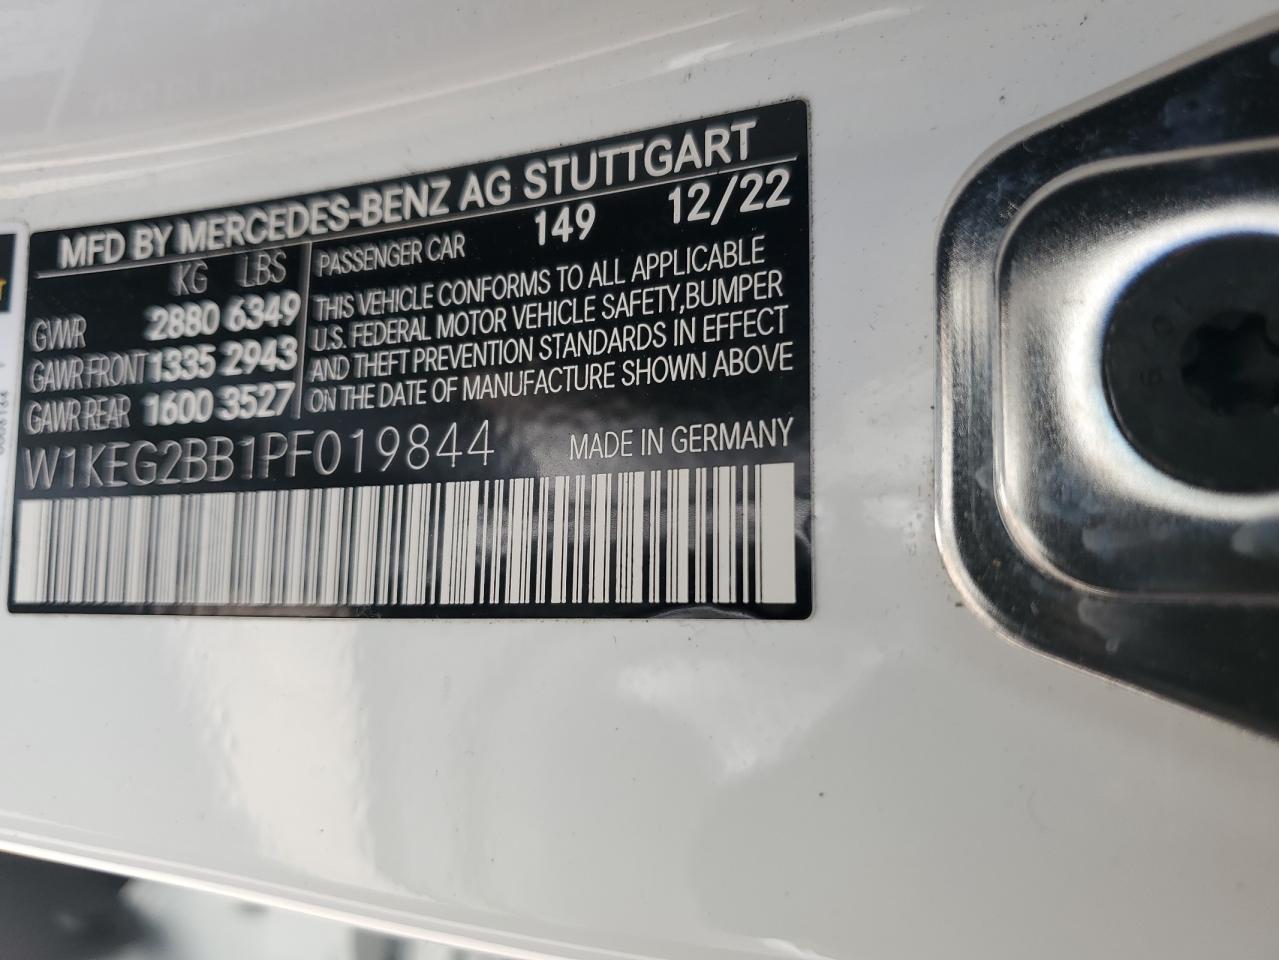 MFD BY MERCEDES-BENZ AG STUTTGART
KG LBS
PASSENGER CAR 149 12/22
GVWR 2880 6349
GAWR FRONT 1335 2943
GAWR REAR 1600 3527
THIS VEHICLE CONFORMS TO ALL APPLICABLE
U.S. FEDERAL MOTOR VEHICLE SAFETY,BUMPER
AND THEFT PREVENTION STANDARDS IN EFFECT
ON THE DATE OF MANUFACTURE SHOWN ABOVE
W1KEG2BB1PF019844
MADE IN GERMANY